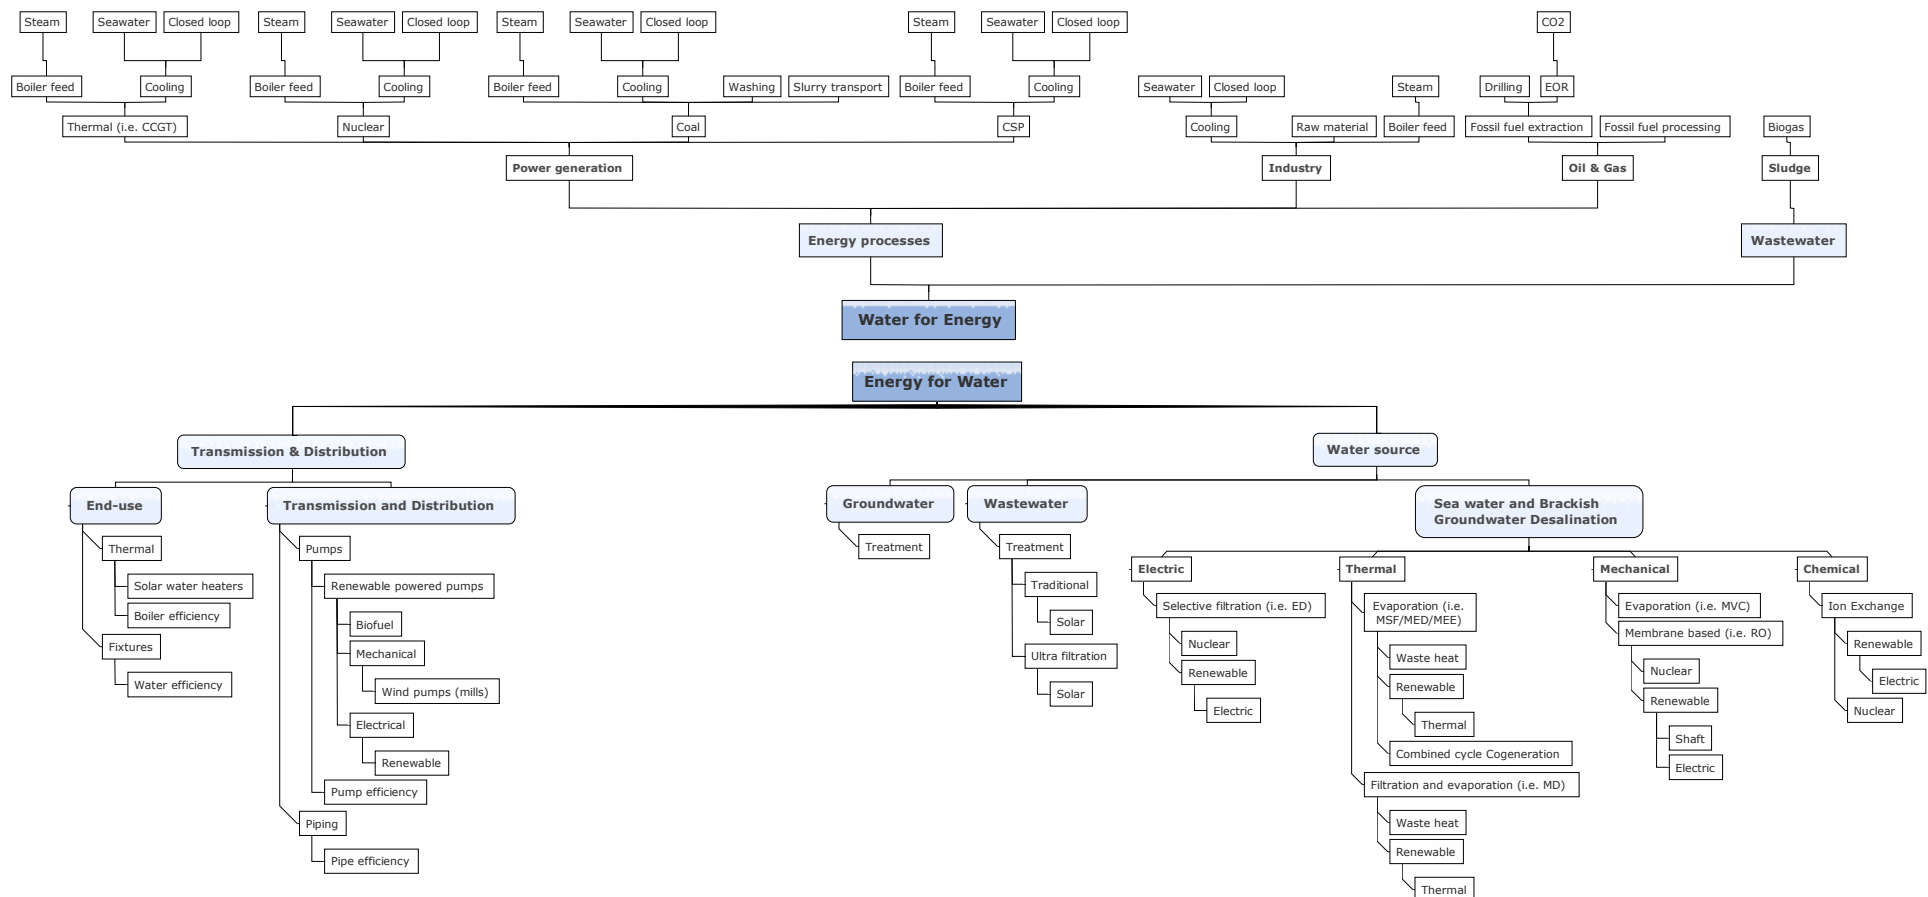 Steam
Seawater
Closed loop
Steam
Seawater
Closed loop
Steam
Seawater
Closed loop
Steam
Seawater
Closed loop
CO2
Boiler feed
Cooling
Boiler feed
Cooling
Boiler feed
Cooling
Washing
Slurry transport
Boiler feed
Cooling
Seawater
Closed loop
Steam
Drilling
EOR
Thermal (i.e. CCGT)
Nuclear
Coal
CSP
Cooling
Raw material
Boiler feed
Fossil fuel extraction
Fossil fuel processing
Biogas
Power generation
Industry
Oil & Gas
Sludge
Energy processes
Wastewater
Water for Energy
Energy for Water
Transmission & Distribution
Water source
End-use
Transmission and Distribution
Groundwater
Wastewater
Sea water and Brackish
Groundwater Desalination
Thermal
Solar water heaters
Boiler efficiency
Fixtures
Water efficiency
Pumps
Renewable powered pumps
Biofuel
Mechanical
Wind pumps (mills)
Electrical
Renewable
Pump efficiency
Piping
Pipe efficiency
Treatment
Treatment
Traditional
Solar
Ultra filtration
Solar
Electric
Selective filtration (i.e. ED)
Nuclear
Renewable
Electric
Thermal
Evaporation (i.e.
MSF/MED/MEE)
Waste heat
Renewable
Thermal
Combined cycle Cogeneration
Filtration and evaporation (i.e. MD)
Waste heat
Renewable
Thermal
Mechanical
Evaporation (i.e. MVC)
Membrane based (i.e. RO)
Nuclear
Renewable
Shaft
Electric
Chemical
Ion Exchange
Renewable
Electric
Nuclear